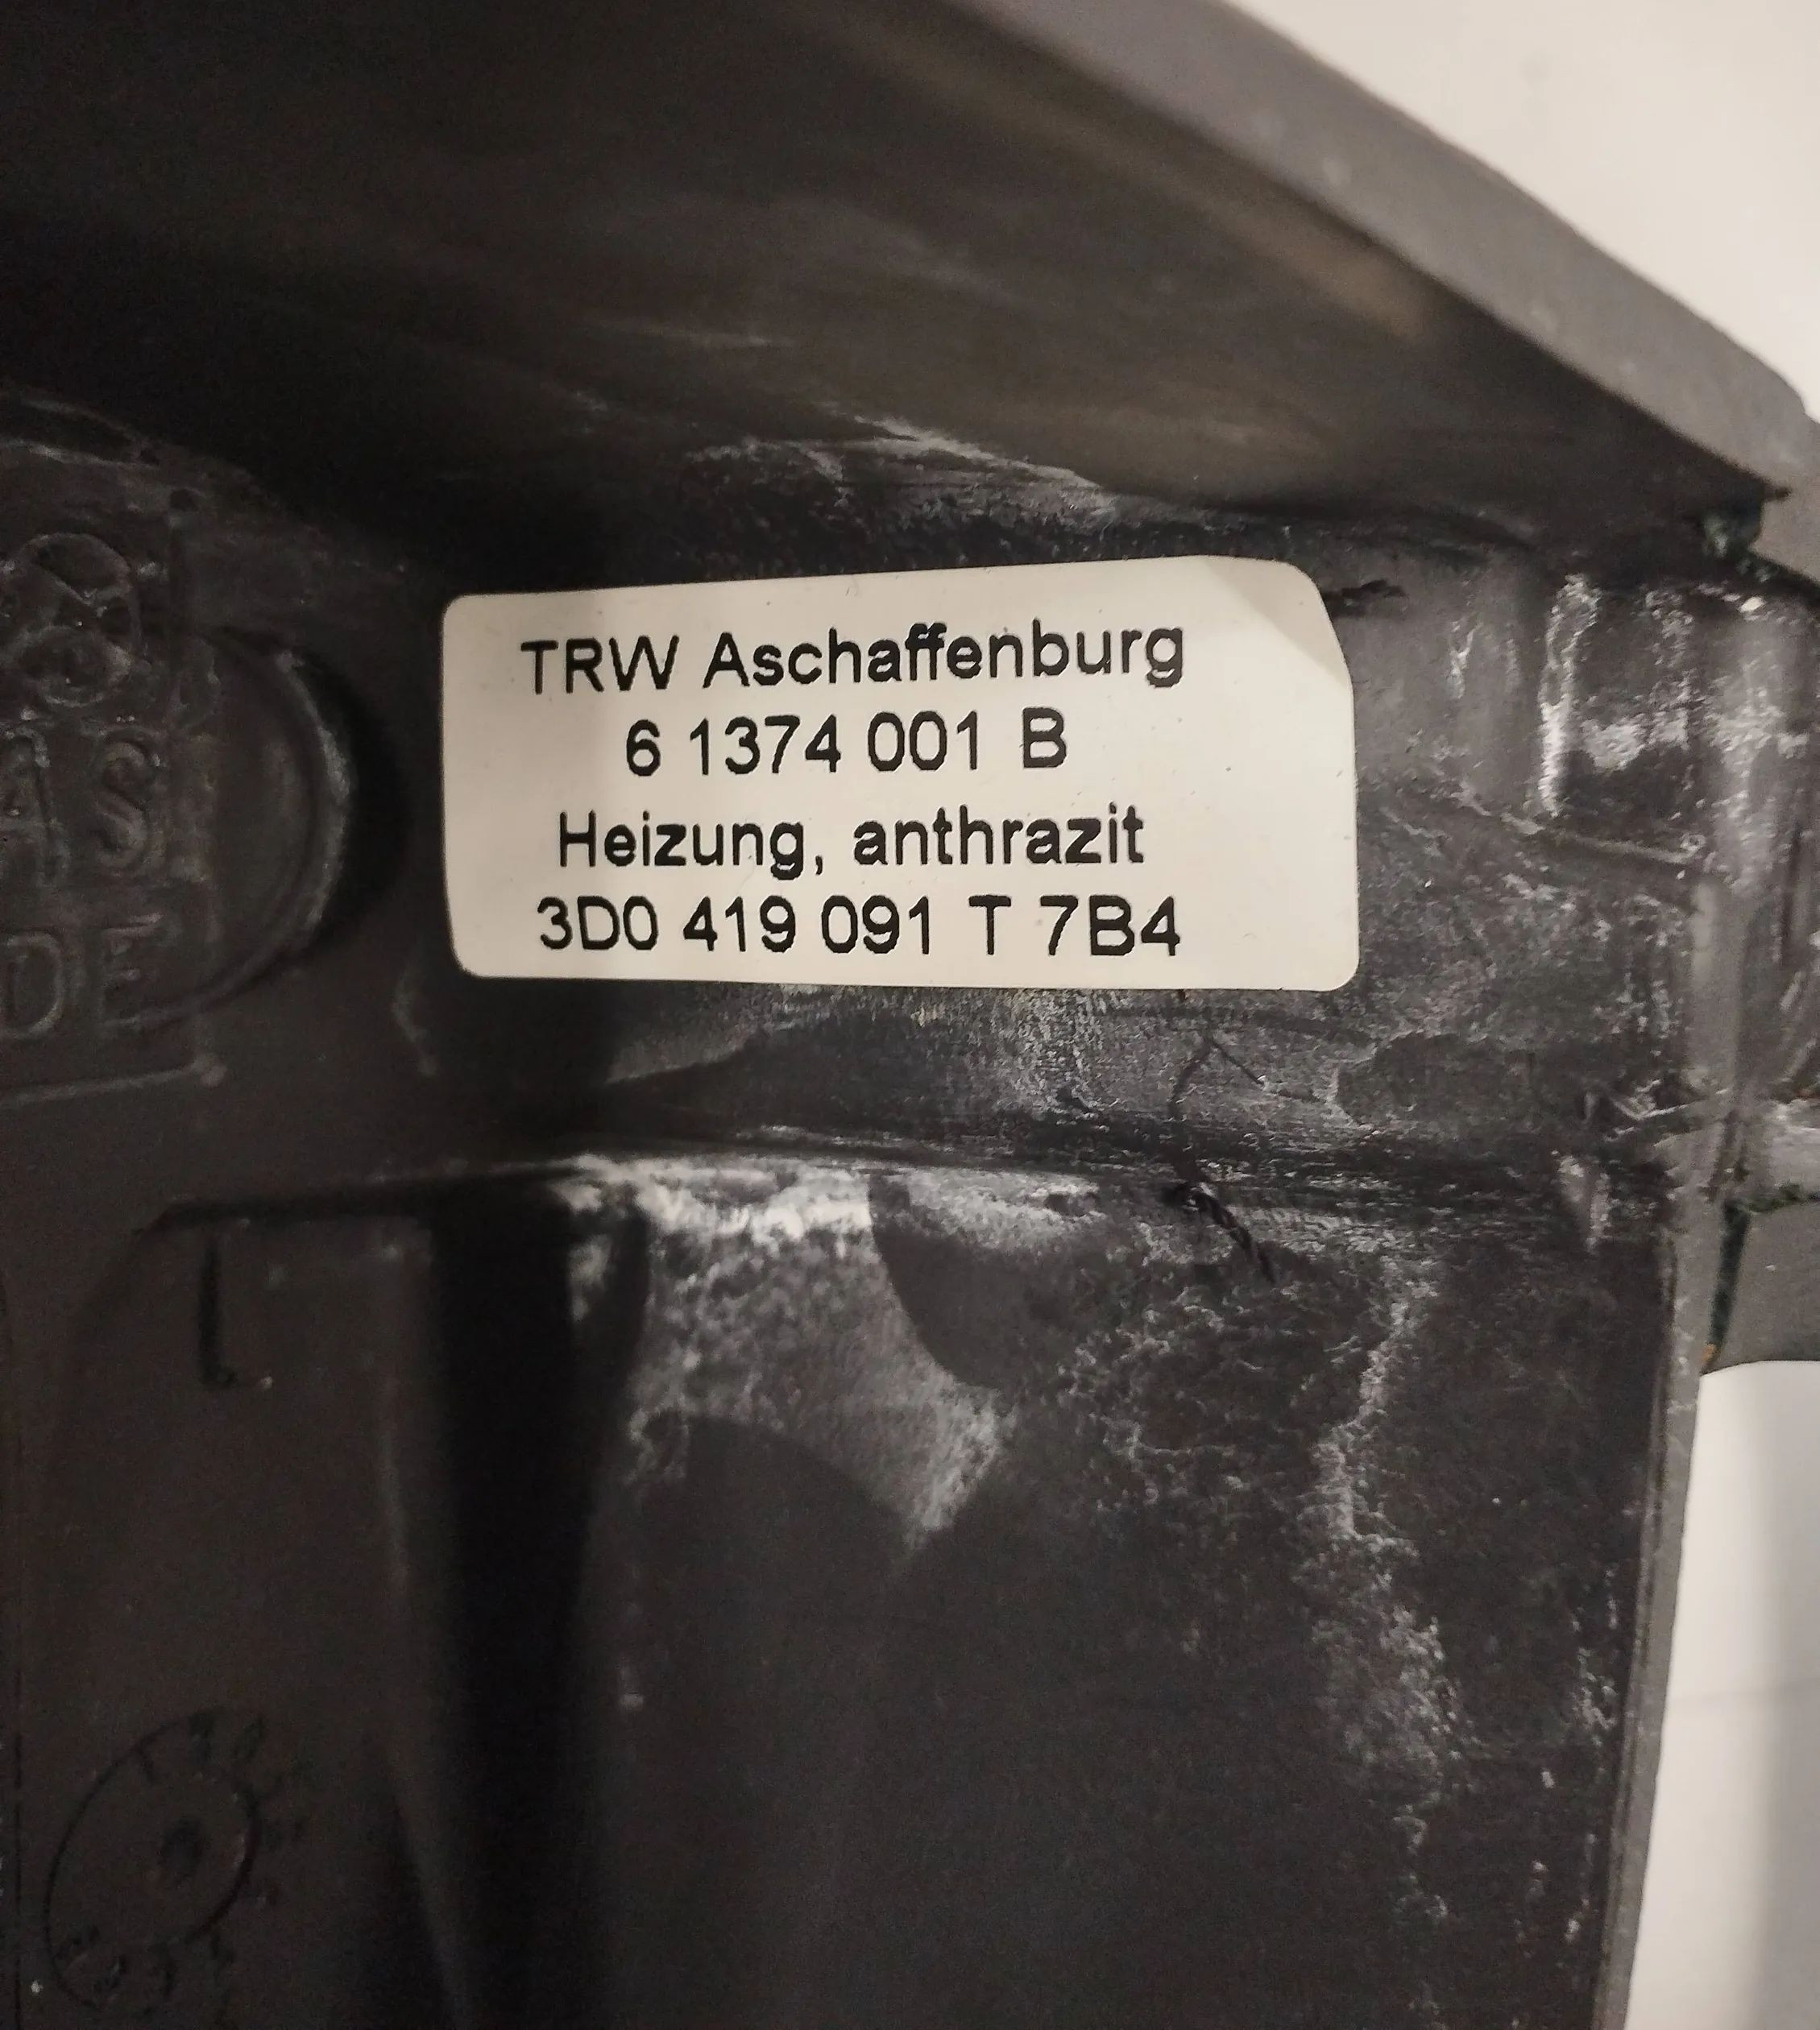 TRW Aschaffenburg
6 1374 001 B
Heizung, anthrazit
3D0 419 091 T 7B4